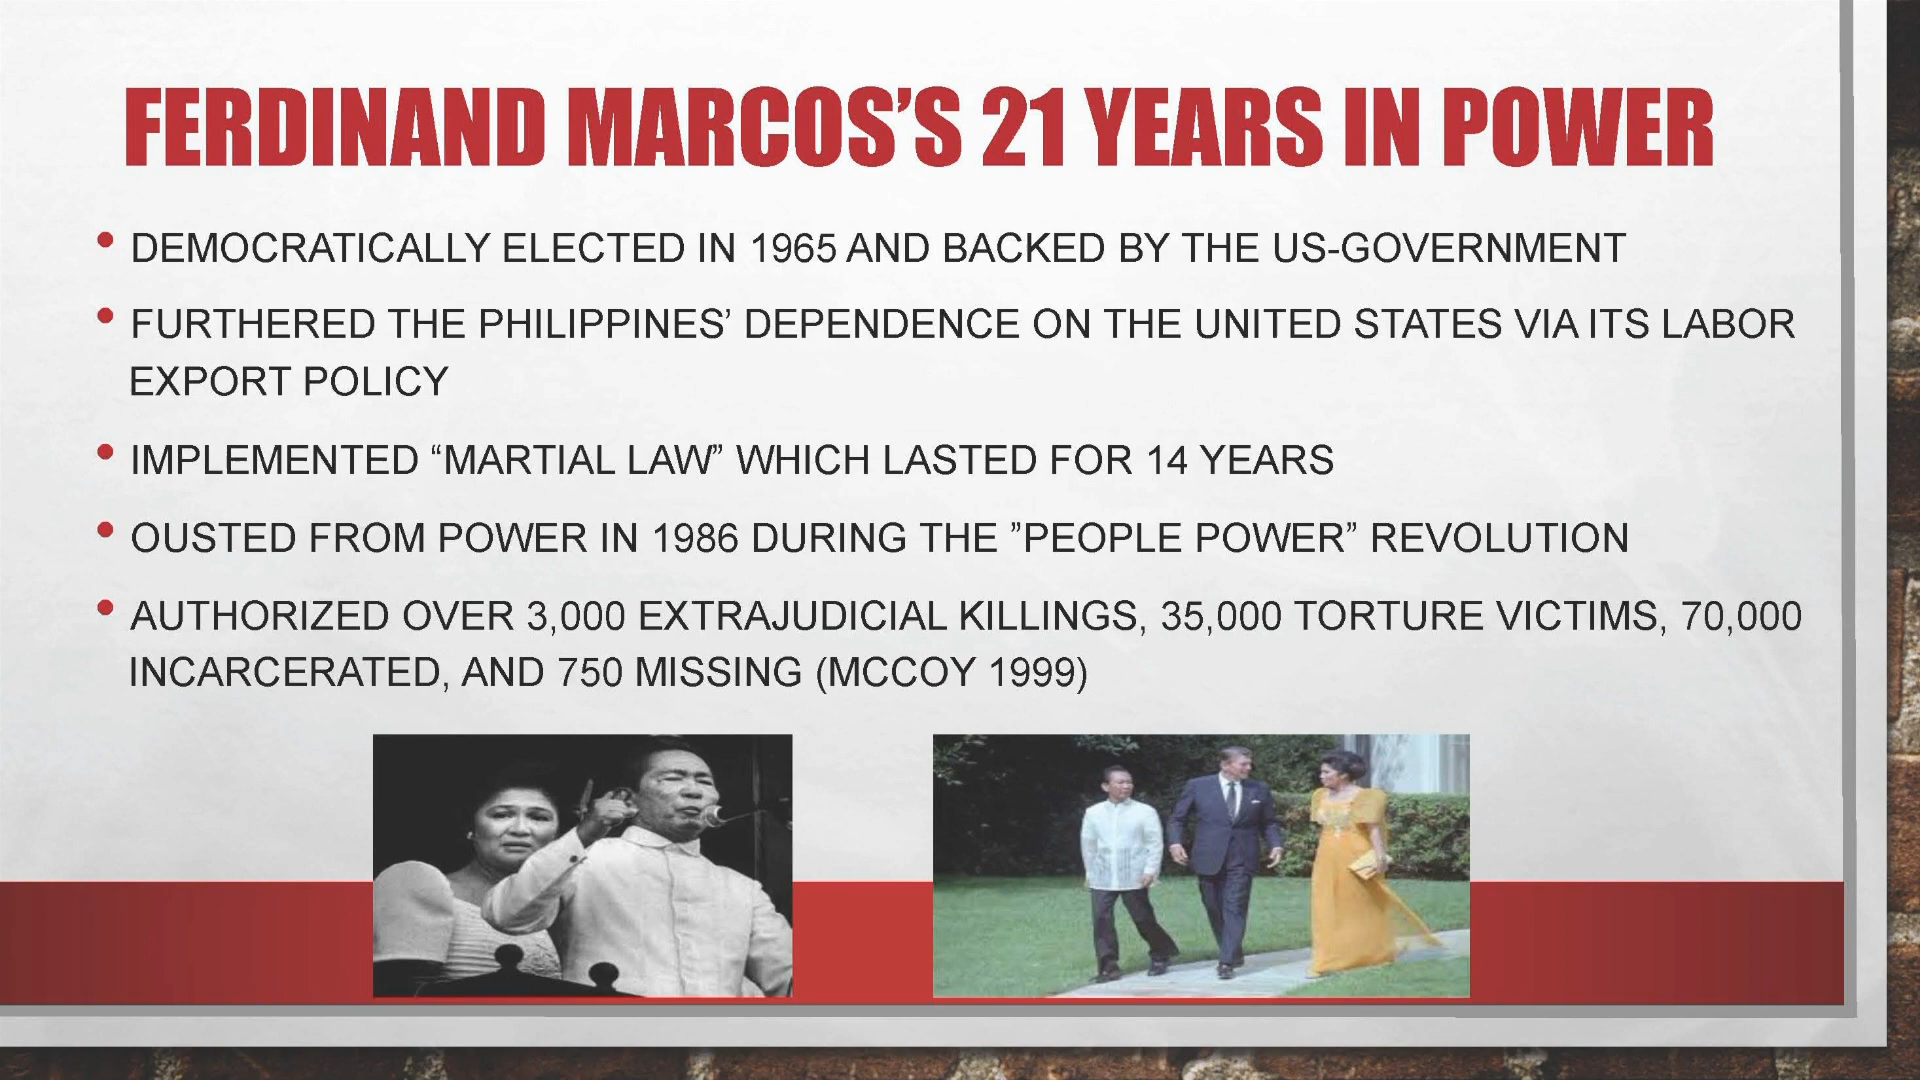 FERDINAND MARCOS’S 21 YEARS IN POWER
• DEMOCRATICALLY ELECTED IN 1965 AND BACKED BY THE US-GOVERNMENT
• FURTHERED THE PHILIPPINES’ DEPENDENCE ON THE UNITED STATES VIA ITS LABOR
EXPORT POLICY
• IMPLEMENTED “MARTIAL LAW” WHICH LASTED FOR 14 YEARS
• OUSTED FROM POWER IN 1986 DURING THE ”PEOPLE POWER” REVOLUTION
• AUTHORIZED OVER 3,000 EXTRAJUDICIAL KILLINGS, 35,000 TORTURE VICTIMS, 70,000
INCARCERATED, AND 750 MISSING (MCCOY 1999)